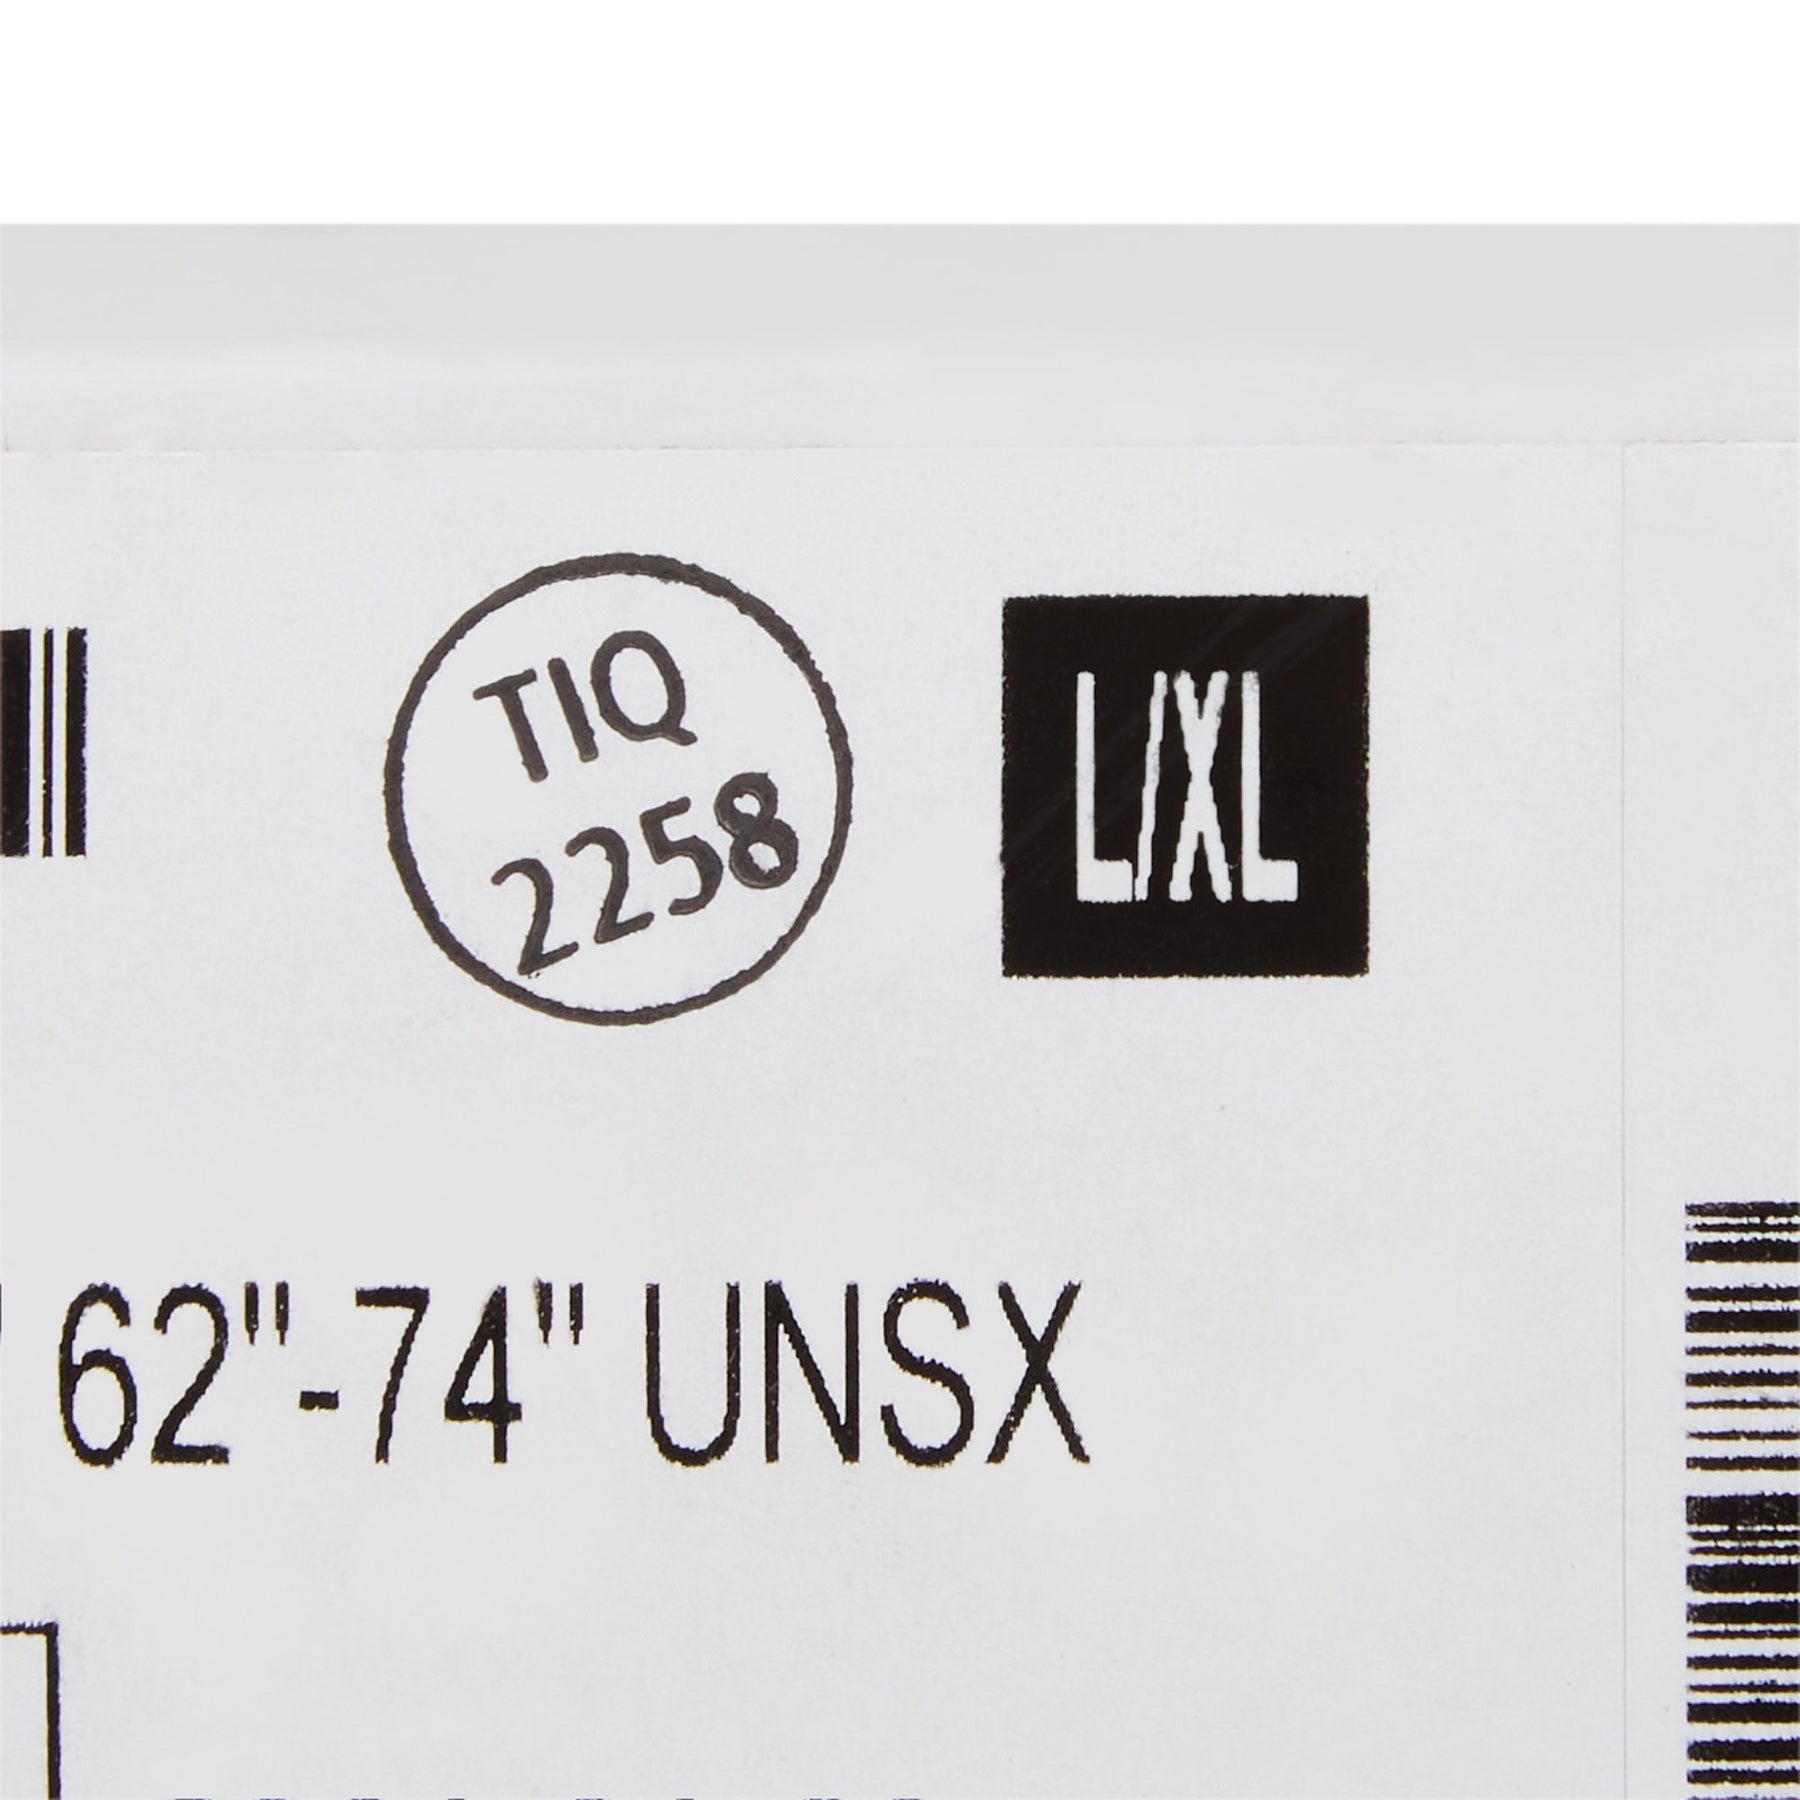 TIQ
2258
L/XL
62"-74" UNSX